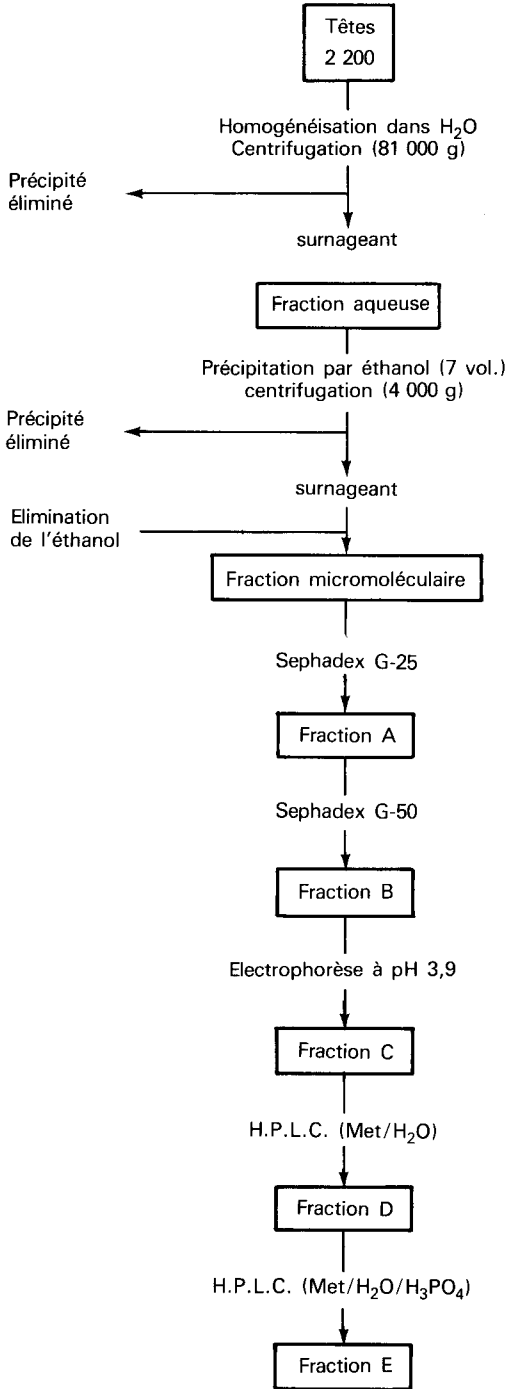 Têtes
2 200
Homogénéisation dans H₂O
Centrifugation (81 000 g)
Précipité
éliminé
surnageant
Fraction aqueuse
Précipitation par éthanol (7 vol.)
centrifugation (4 000 g)
Précipité
éliminé
surnageant
Elimination
de l'éthanol
Fraction micromoléculaire
Sephadex G-25
Fraction A
Sephadex G-50
Fraction B
Electrophorèse à pH 3,9
Fraction C
H.P.L.C. (Met/H₂O)
Fraction D
H.P.L.C. (Met/H₂O/H₃PO₄)
Fraction E